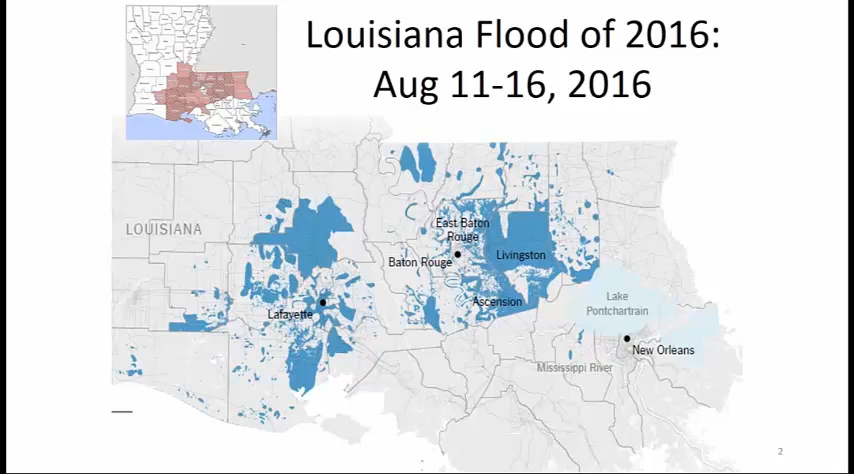 Louisiana Flood of 2016:
Aug 11-16, 2016
LOUISIANA
East Baton
Rouge
Baton Rouge
Livingston
Ascension
Lafayette
Lake
Pontchartrain
New Orleans
Mississippi River
2